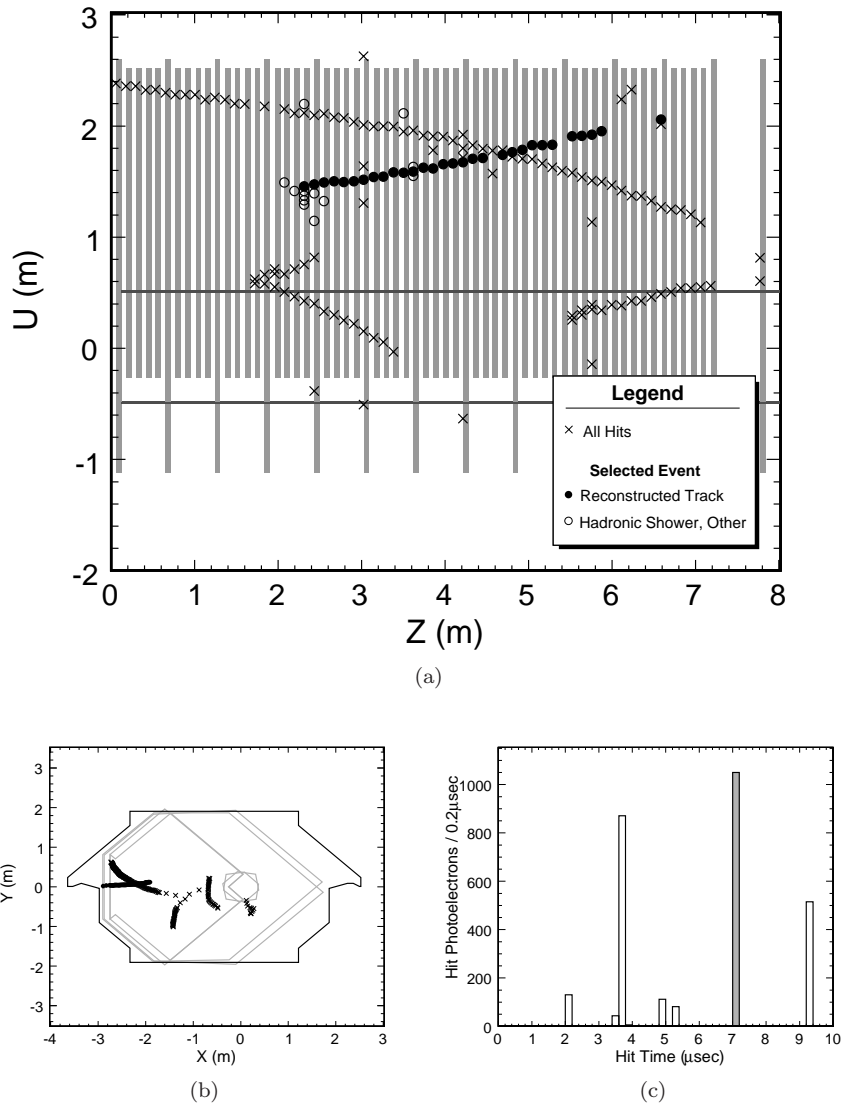 3
2
1
0
-1
-2
U (m)
Legend
× All Hits
Selected Event
● Reconstructed Track
○ Hadronic Shower, Other
0 1 2 3 4 5 6 7 8
Z (m)
(a)
3
2
1
0
-1
-2
-3
Y (m)
-4 -3 -2 -1 0 1 2 3
X (m)
(b)
1000
800
600
400
200
0
Hit Photoelectrons / 0.2μsec
0 1 2 3 4 5 6 7 8 9 10
Hit Time (μsec)
(c)